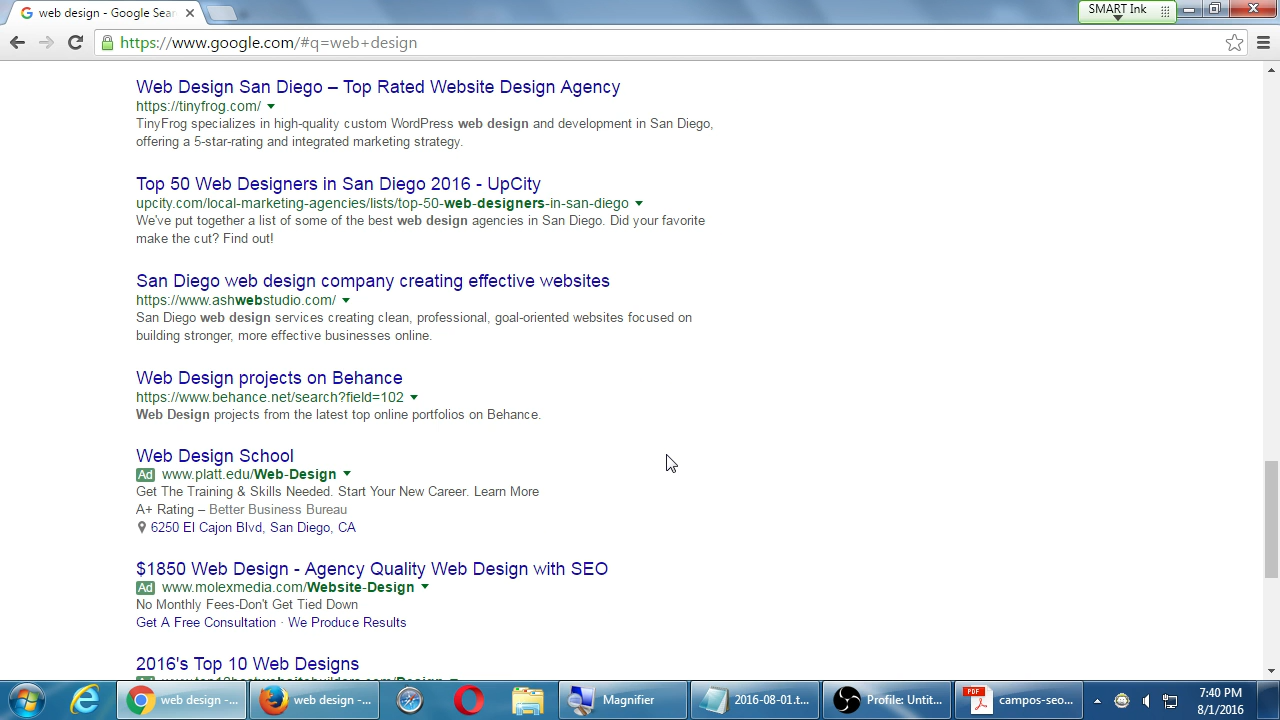 web design - Google Sear
SMART Ink
https://www.google.com/#q=web+design
Web Design San Diego – Top Rated Website Design Agency
https://tinyfrog.com/
TinyFrog specializes in high-quality custom WordPress web design and development in San Diego,
offering a 5-star-rating and integrated marketing strategy.
Top 50 Web Designers in San Diego 2016 - UpCity
upcity.com/local-marketing-agencies/lists/top-50-web-designers-in-san-diego
We've put together a list of some of the best web design agencies in San Diego. Did your favorite
make the cut? Find out!
San Diego web design company creating effective websites
https://www.ashwebstudio.com/
San Diego web design services creating clean, professional, goal-oriented websites focused on
building stronger, more effective businesses online.
Web Design projects on Behance
https://www.behance.net/search?field=102
Web Design projects from the latest top online portfolios on Behance.
Web Design School
Ad www.platt.edu/Web-Design
Get The Training & Skills Needed. Start Your New Career. Learn More
A+ Rating – Better Business Bureau
6250 El Cajon Blvd, San Diego, CA
$1850 Web Design - Agency Quality Web Design with SEO
Ad www.molexmedia.com/Website-Design
No Monthly Fees-Don't Get Tied Down
Get A Free Consultation · We Produce Results
2016's Top 10 Web Designs
web design -...
web design -...
Magnifier
2016-08-01.t...
Profile: Untit...
PDF
campos-seo...
7:40 PM
8/1/2016